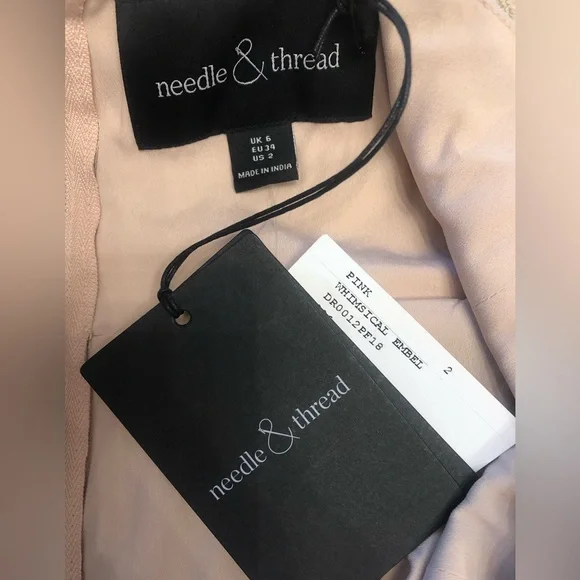 needle & thread
UK 6
EU 34
US 2
MADE IN INDIA
PINK
WHIMSICAL EMBEL 2
DR0012PF18
needle & thread